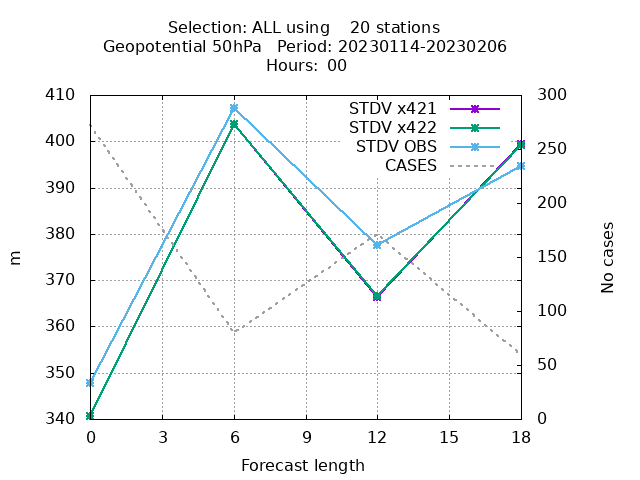 Selection: ALL using    20 stations
Geopotential 50hPa   Period: 20230114-20230206
Hours: 00
STDV x421
STDV x422
STDV OBS
CASES
410
400
390
380
370
360
350
340
m
300
250
200
150
100
50
0
No cases
0 3 6 9 12 15 18
Forecast length